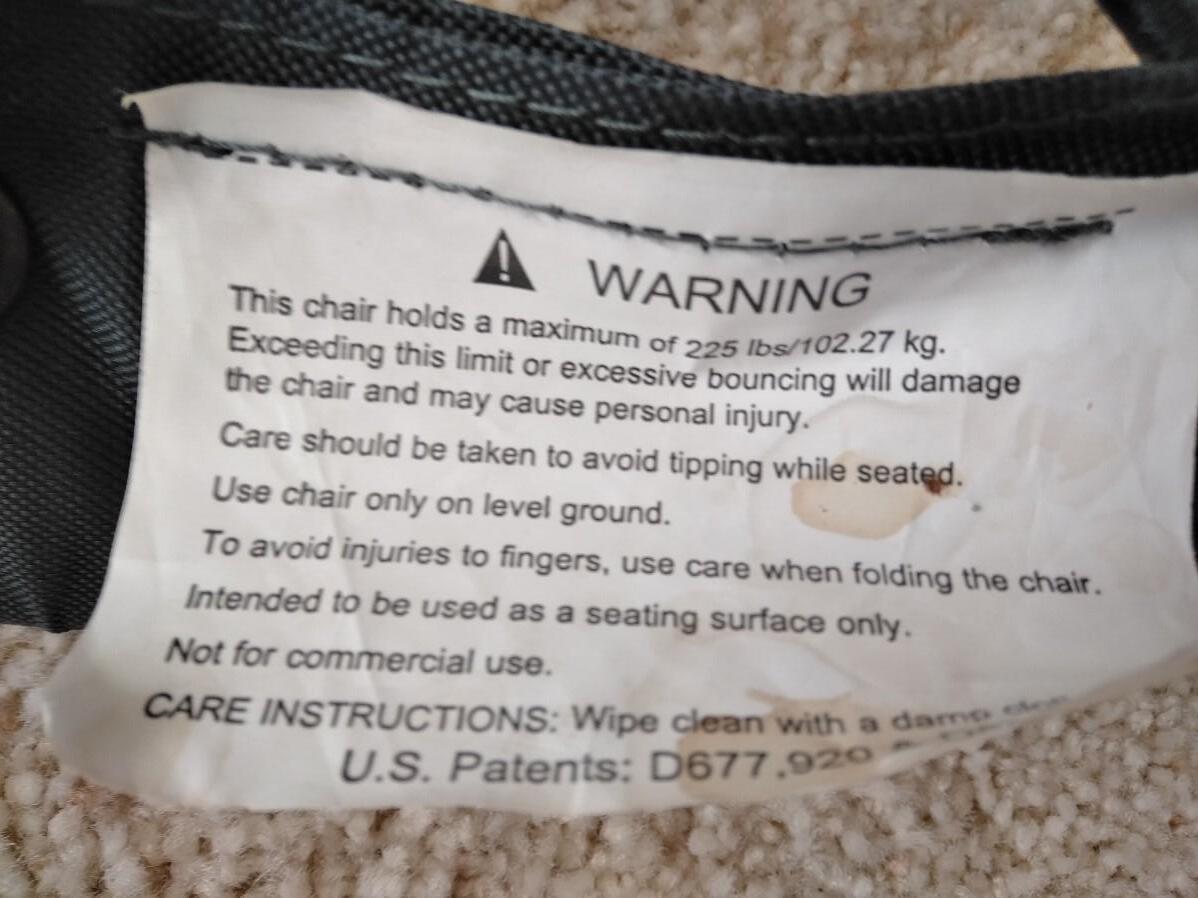 WARNING
This chair holds a maximum of 225 lbs/102.27 kg.
Exceeding this limit or excessive bouncing will damage
the chair and may cause personal injury.
Care should be taken to avoid tipping while seated.
Use chair only on level ground.
To avoid injuries to fingers, use care when folding the chair.
Intended to be used as a seating surface only.
Not for commercial use.
CARE INSTRUCTIONS: Wipe clean with a damp
U.S. Patents: D677,929